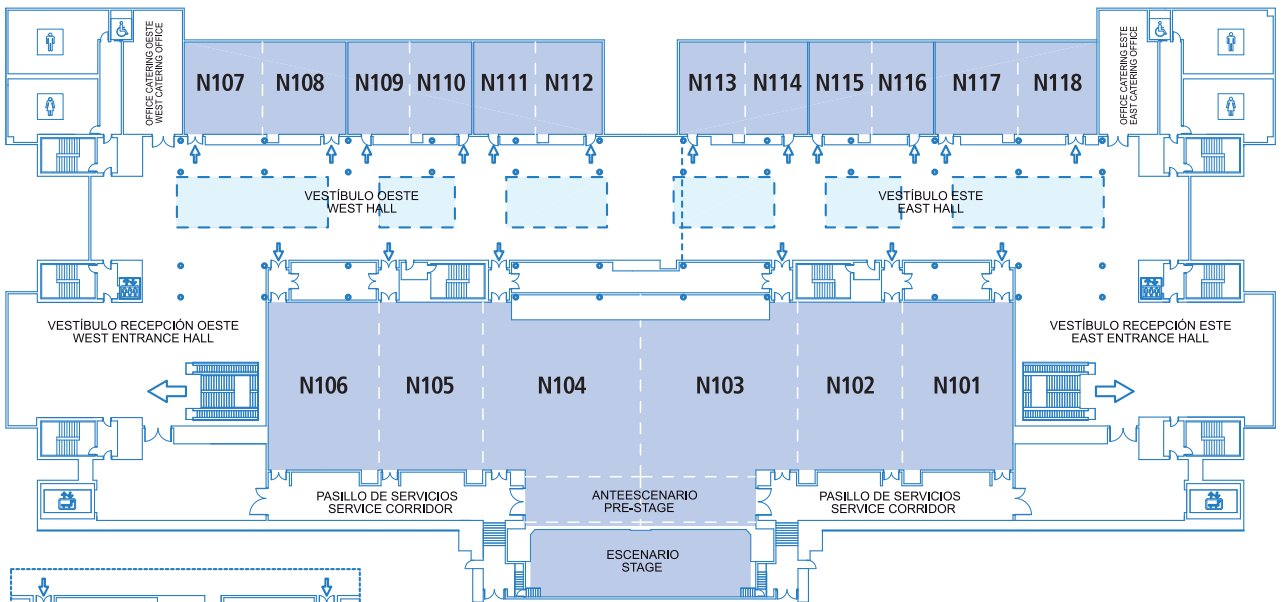 OFFICE CATERING OESTE
WEST CATERING OFFICE
N107
N108
N109
N110
N111
N112
N113
N114
N115
N116
N117
N118
OFFICE CATERING ESTE
EAST CATERING OFFICE
VESTÍBULO OESTE
WEST HALL
VESTÍBULO ESTE
EAST HALL
VESTÍBULO RECEPCIÓN OESTE
WEST ENTRANCE HALL
VESTÍBULO RECEPCIÓN ESTE
EAST ENTRANCE HALL
N106
N105
N104
N103
N102
N101
PASILLO DE SERVICIOS
SERVICE CORRIDOR
ANTEESCENARIO
PRE-STAGE
PASILLO DE SERVICIOS
SERVICE CORRIDOR
ESCENARIO
STAGE